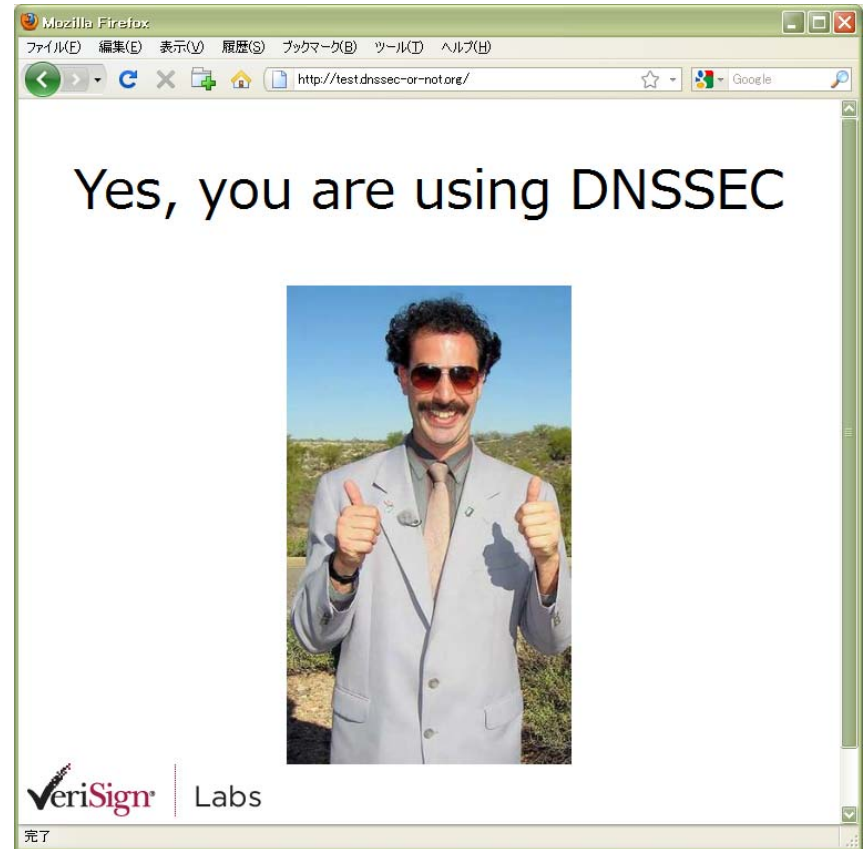 Mozilla Firefox
ファイル(F) 編集(E) 表示(V) 履歴(S) ブックマーク(B) ツール(T) ヘルプ(H)
http://test.dnssec-or-not.org/
Google
Yes, you are using DNSSEC
VeriSign® Labs
完了